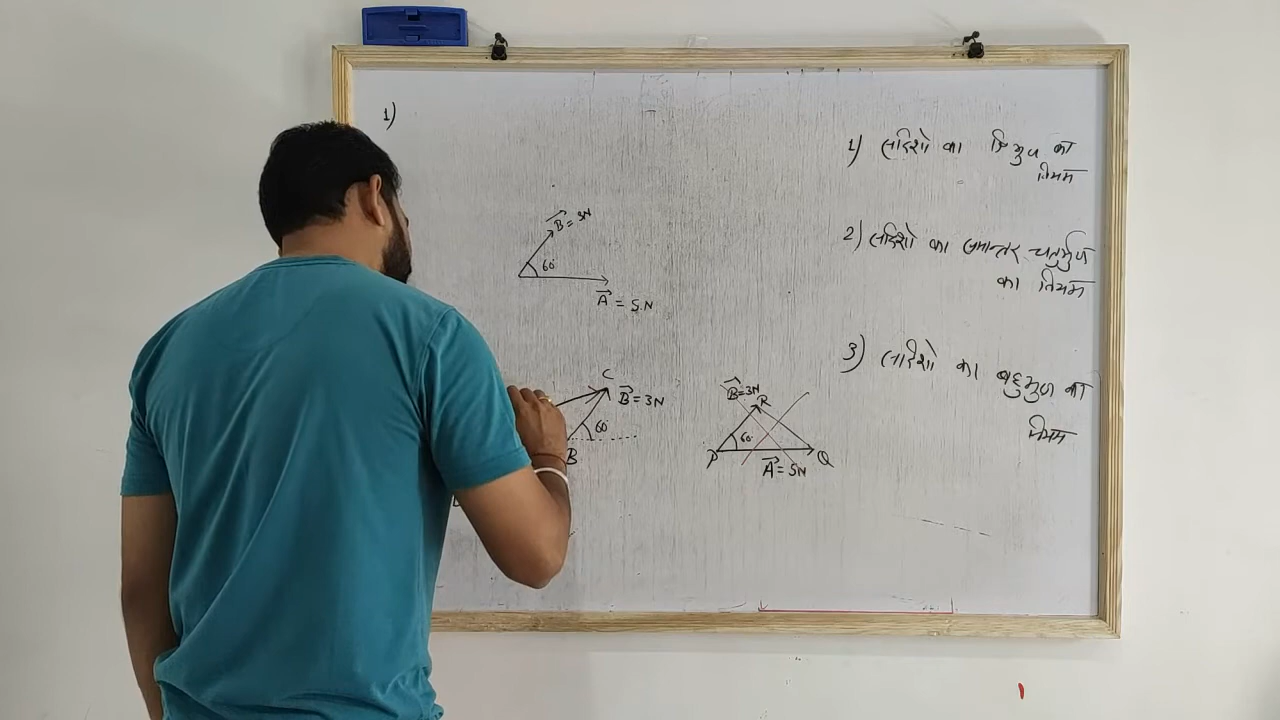 1)
B = 3N
60°
A = 5N
C
B = 3N
60°
B
B = 3N
R
60°
P
Q
A = 5N
1) सदिशो का त्रिभुज का
नियम
2) सदिशो का समान्तर चतुर्भुज
का नियम
3) सदिशो का बहुभुज का
नियम